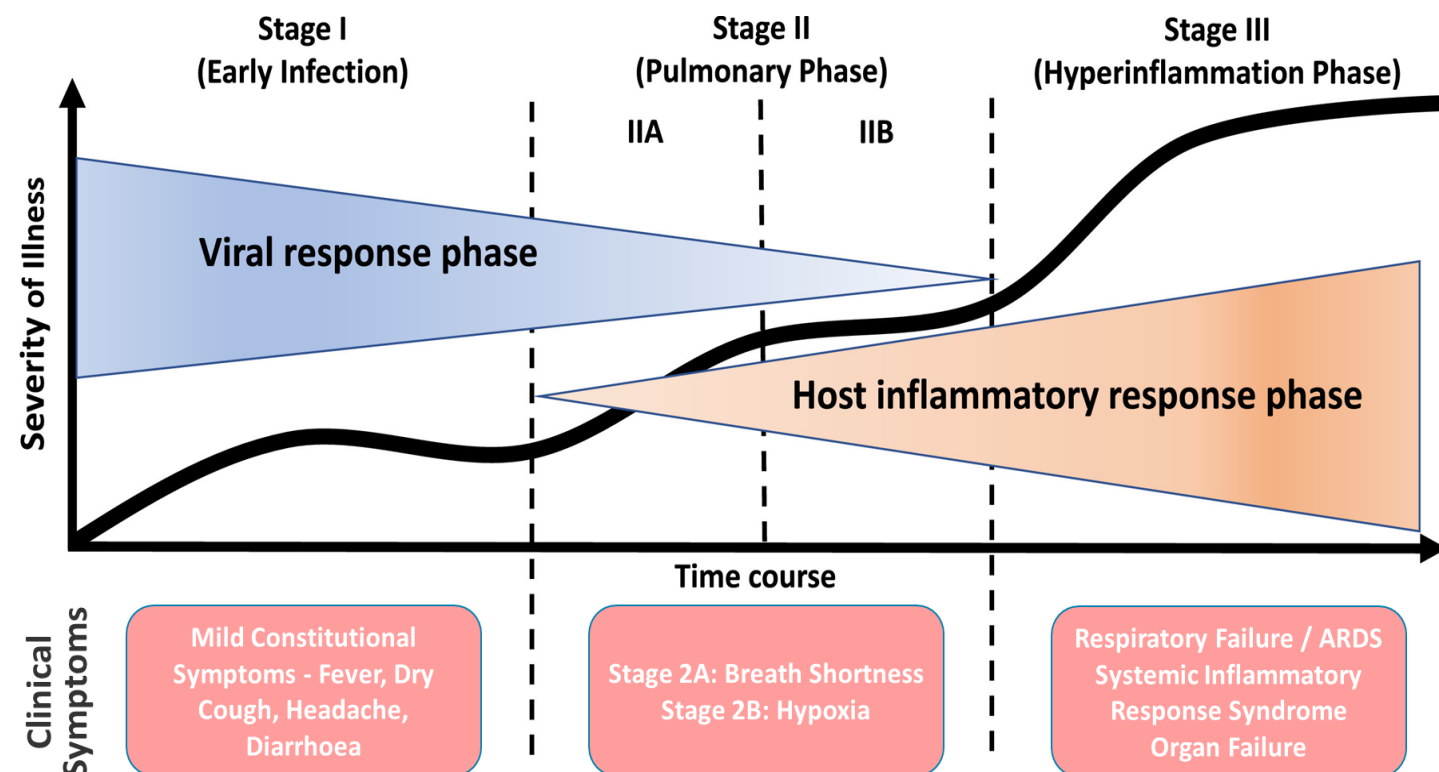 Stage I
(Early Infection)
Stage II
(Pulmonary Phase)
Stage III
(Hyperinflammation Phase)
IIA
IIB
Severity of Illness
Viral response phase
Host inflammatory response phase
Time course
Clinical
Symptoms
Mild Constitutional
Symptoms - Fever, Dry
Cough, Headache,
Diarrhoea
Stage 2A: Breath Shortness
Stage 2B: Hypoxia
Respiratory Failure / ARDS
Systemic Inflammatory
Response Syndrome
Organ Failure